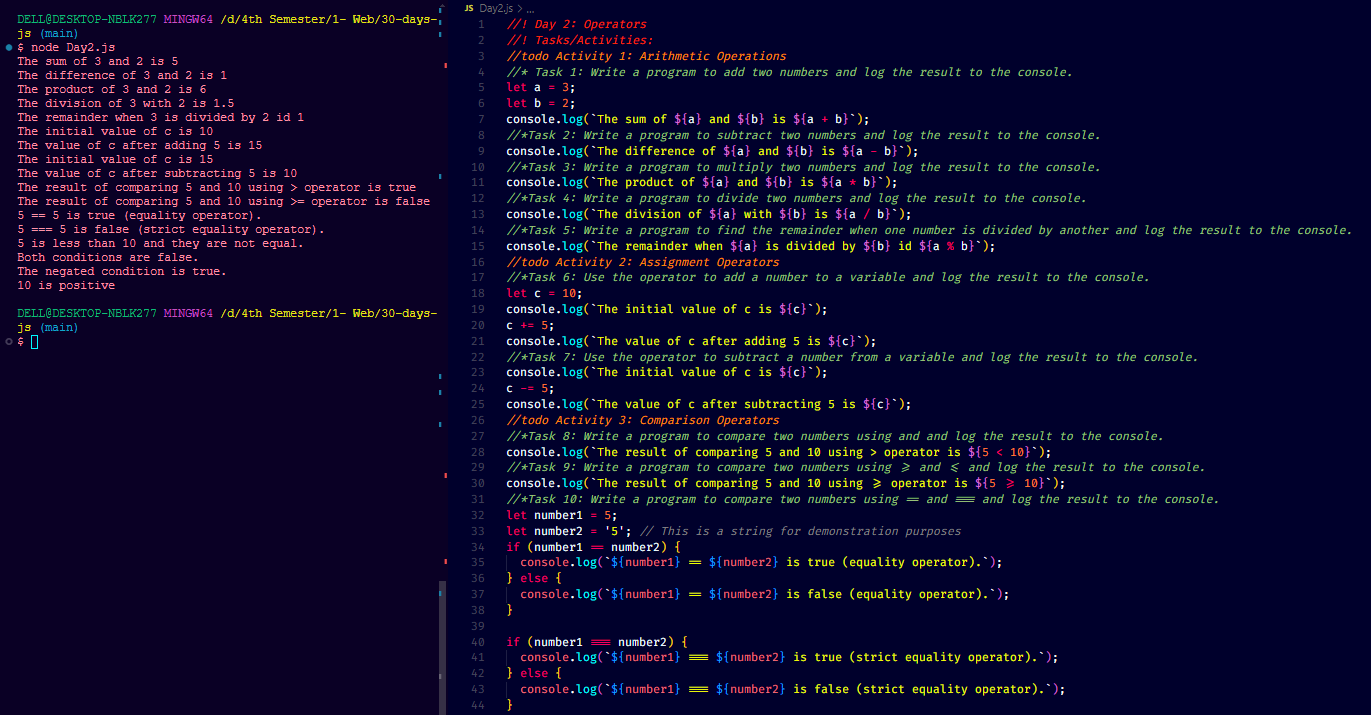 DELL@DESKTOP-NBLK277 MINGW64 /d/4th Semester/1- Web/30-days-
js (main)
$ node Day2.js
The sum of 3 and 2 is 5
The difference of 3 and 2 is 1
The product of 3 and 2 is 6
The division of 3 with 2 is 1.5
The remainder when 3 is divided by 2 id 1
The initial value of c is 10
The value of c after adding 5 is 15
The initial value of c is 15
The value of c after subtracting 5 is 10
The result of comparing 5 and 10 using > operator is true
The result of comparing 5 and 10 using >= operator is false
5 == 5 is true (equality operator).
5 === 5 is false (strict equality operator).
5 is less than 10 and they are not equal.
Both conditions are false.
The negated condition is true.
10 is positive
DELL@DESKTOP-NBLK277 MINGW64 /d/4th Semester/1- Web/30-days-
js (main)
$
JS Day2.js > ...
1 //! Day 2: Operators
2 //! Tasks/Activities:
3 //todo Activity 1: Arithmetic Operations
4 //* Task 1: Write a program to add two numbers and log the result to the console.
5 let a = 3;
6 let b = 2;
7 console.log(`The sum of ${a} and ${b} is ${a + b}`);
8 //*Task 2: Write a program to subtract two numbers and log the result to the console.
9 console.log(`The difference of ${a} and ${b} is ${a - b}`);
10 //*Task 3: Write a program to multiply two numbers and log the result to the console.
11 console.log(`The product of ${a} and ${b} is ${a * b}`);
12 //*Task 4: Write a program to divide two numbers and log the result to the console.
13 console.log(`The division of ${a} with ${b} is ${a / b}`);
14 //*Task 5: Write a program to find the remainder when one number is divided by another and log the result to the console.
15 console.log(`The remainder when ${a} is divided by ${b} id ${a % b}`);
16 //todo Activity 2: Assignment Operators
17 //*Task 6: Use the operator to add a number to a variable and log the result to the console.
18 let c = 10;
19 console.log(`The initial value of c is ${c}`);
20 c += 5;
21 console.log(`The value of c after adding 5 is ${c}`);
22 //*Task 7: Use the operator to subtract a number from a variable and log the result to the console.
23 console.log(`The initial value of c is ${c}`);
24 c -= 5;
25 console.log(`The value of c after subtracting 5 is ${c}`);
26 //todo Activity 3: Comparison Operators
27 //*Task 8: Write a program to compare two numbers using and and log the result to the console.
28 console.log(`The result of comparing 5 and 10 using > operator is ${5 < 10}`);
29 //*Task 9: Write a program to compare two numbers using >= and <= and log the result to the console.
30 console.log(`The result of comparing 5 and 10 using >= operator is ${5 >= 10}`);
31 //*Task 10: Write a program to compare two numbers using == and === and log the result to the console.
32 let number1 = 5;
33 let number2 = '5'; // This is a string for demonstration purposes
34 if (number1 == number2) {
35 console.log(`${number1} == ${number2} is true (equality operator).`);
36 } else {
37 console.log(`${number1} == ${number2} is false (equality operator).`);
38 }
39
40 if (number1 === number2) {
41 console.log(`${number1} === ${number2} is true (strict equality operator).`);
42 } else {
43 console.log(`${number1} === ${number2} is false (strict equality operator).`);
44 }